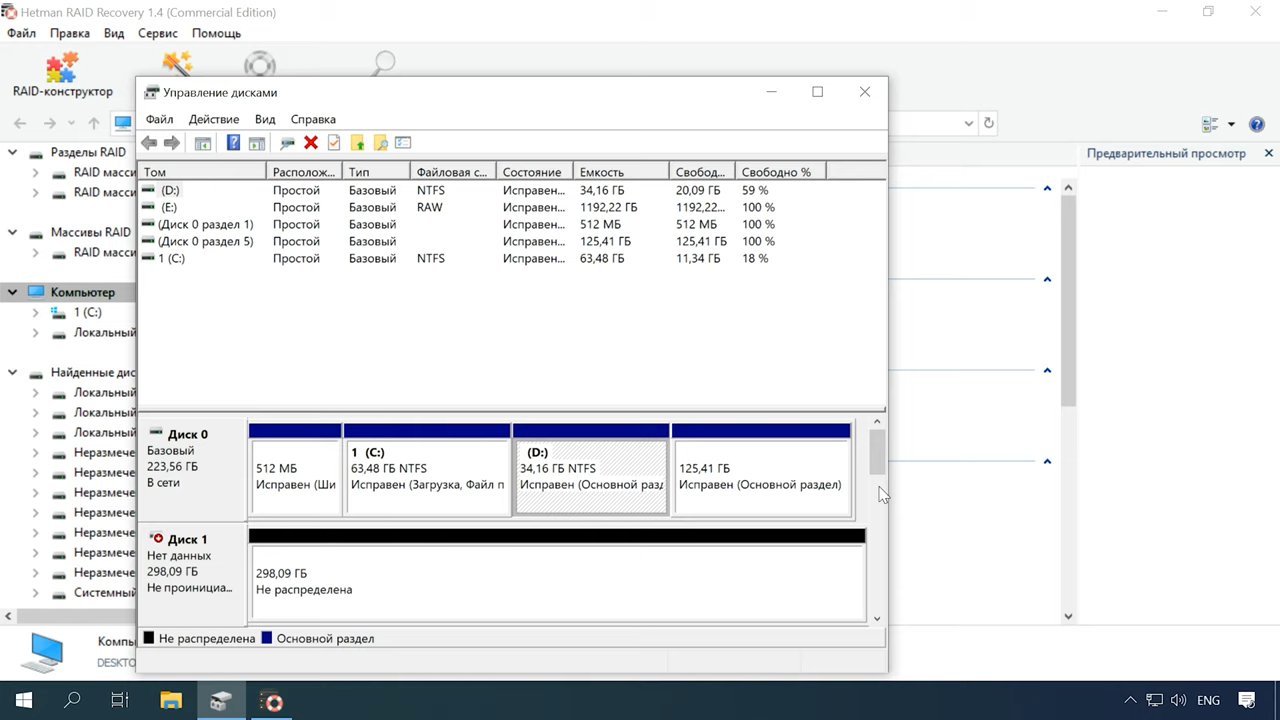 Hetman RAID Recovery 1.4 (Commercial Edition)
Файл Правка Вид Сервис Помощь
RAID-конструктор
Разделы RAID
RAID масси
RAID масси
Массивы RAID
RAID масси
Компьютер
1 (C:)
Локальный
Найденные дис
Локальный
Локальный
Локальный
Неразмече
Неразмече
Неразмече
Неразмече
Неразмече
Неразмече
Неразмече
Системный
Компь
DESKTO
Предварительный просмотр
Управление дисками
Файл Действие Вид Справка
Том Располож... Тип Файловая с... Состояние Емкость Свобод... Свободно %
(D:) Простой Базовый NTFS Исправен... 34,16 ГБ 20,09 ГБ 59 %
(E:) Простой Базовый RAW Исправен... 1192,22 ГБ 1192,22... 100 %
(Диск 0 раздел 1) Простой Базовый Исправен... 512 МБ 512 МБ 100 %
(Диск 0 раздел 5) Простой Базовый Исправен... 125,41 ГБ 125,41 ГБ 100 %
1 (C:) Простой Базовый NTFS Исправен... 63,48 ГБ 11,34 ГБ 18 %
Диск 0
Базовый
223,56 ГБ
В сети
512 МБ
Исправен (Ши
1 (C:)
63,48 ГБ NTFS
Исправен (Загрузка, Файл п
(D:)
34,16 ГБ NTFS
Исправен (Основной разд
125,41 ГБ
Исправен (Основной раздел)
Диск 1
Нет данных
298,09 ГБ
Не проинициа...
298,09 ГБ
Не распределена
Не распределена Основной раздел
ENG